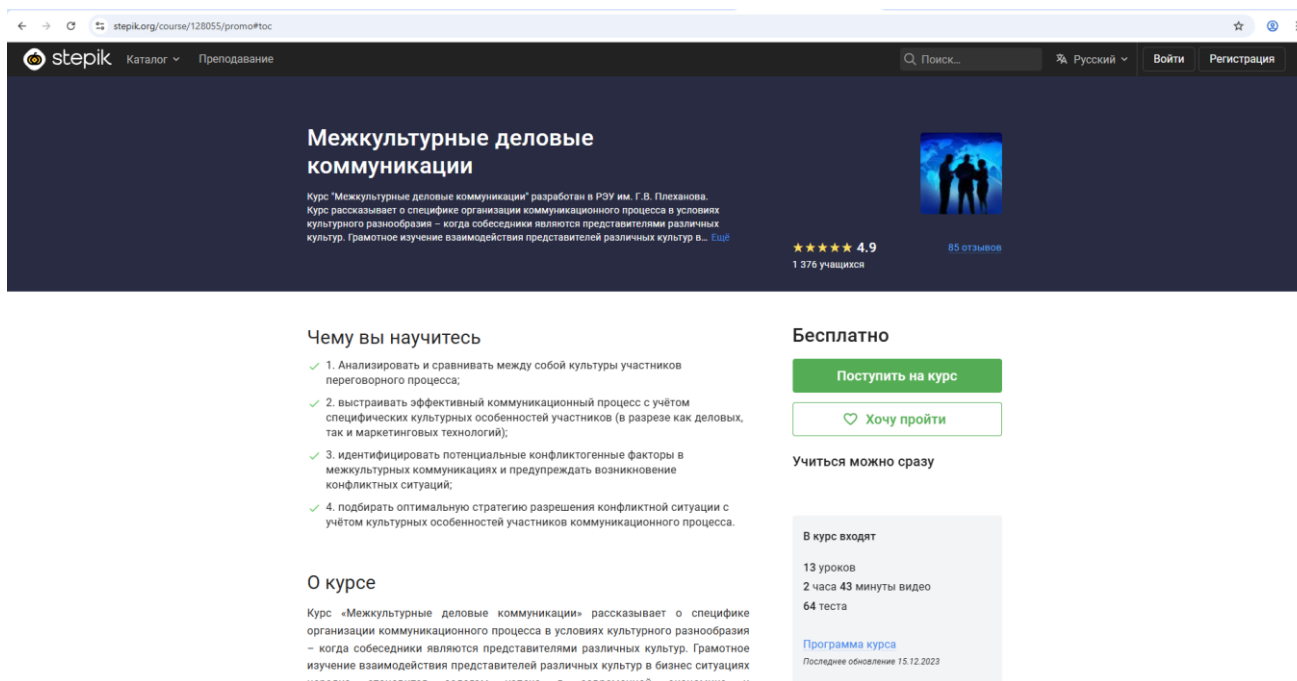 stepik.org/course/128055/promo#toc
stepik Каталог Преподавание Поиск... Русский Войти Регистрация
Межкультурные деловые
коммуникации
Курс "Межкультурные деловые коммуникации" разработан в РЭУ им. Г.В. Плеханова.
Курс рассказывает о специфике организации коммуникационного процесса в условиях
культурного разнообразия – когда собеседники являются представителями различных
культур. Грамотное изучение взаимодействия представителей различных культур в... Ещё
4.9 85 отзывов
1 376 учащихся
Чему вы научитесь
1. Анализировать и сравнивать между собой культуры участников
переговорного процесса;
2. выстраивать эффективный коммуникационный процесс с учётом
специфических культурных особенностей участников (в разрезе как деловых,
так и маркетинговых технологий);
3. идентифицировать потенциальные конфликтогенные факторы в
межкультурных коммуникациях и предупреждать возникновение
конфликтных ситуаций;
4. подбирать оптимальную стратегию разрешения конфликтной ситуации с
учётом культурных особенностей участников коммуникационного процесса.
О курсе
Курс «Межкультурные деловые коммуникации» рассказывает о специфике
организации коммуникационного процесса в условиях культурного разнообразия
– когда собеседники являются представителями различных культур. Грамотное
изучение взаимодействия представителей различных культур в бизнес ситуациях
Бесплатно
Поступить на курс
Хочу пройти
Учиться можно сразу
В курс входят
13 уроков
2 часа 43 минуты видео
64 теста
Программа курса
Последнее обновление 15.12.2023